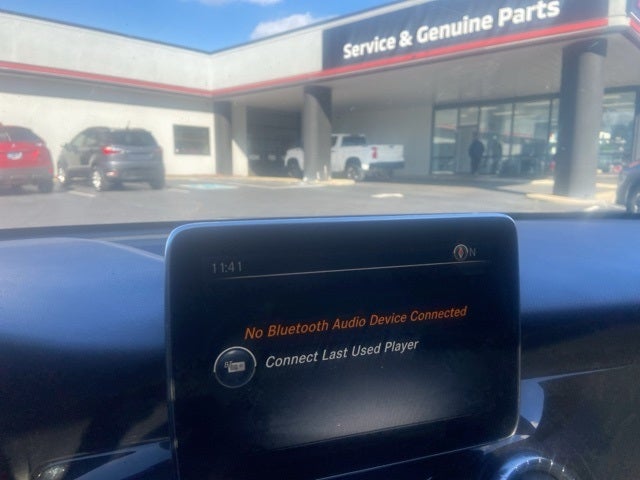 Service & Genuine Parts
11:41
N
No Bluetooth Audio Device Connected
Connect Last Used Player